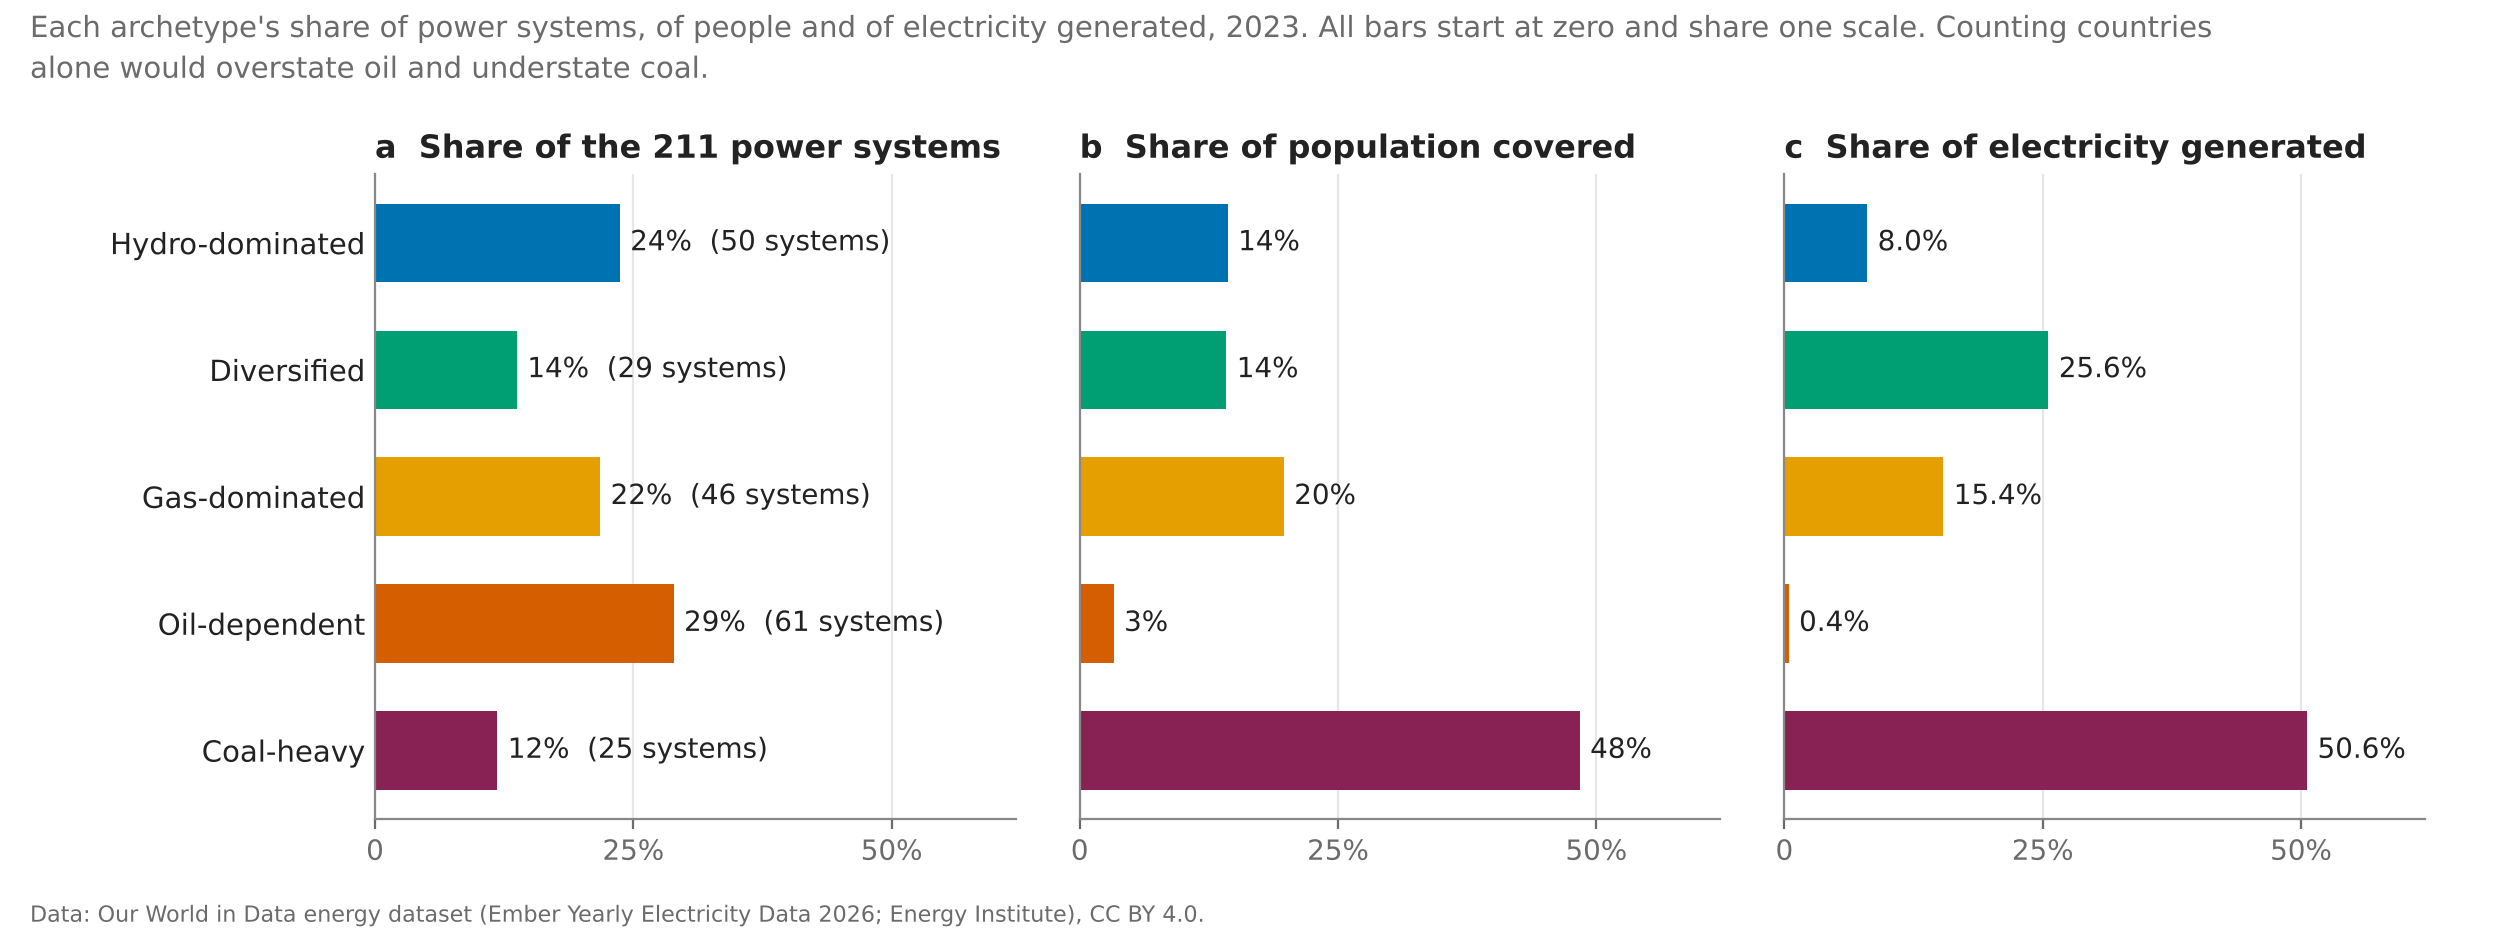 Each archetype's share of power systems, of people and of electricity generated, 2023. All bars start at zero and share one scale. Counting countries
alone would overstate oil and understate coal.
a  Share of the 211 power systems
b  Share of population covered
c  Share of electricity generated
Hydro-dominated
24%  (50 systems)
14%
8.0%
Diversified
14%  (29 systems)
14%
25.6%
Gas-dominated
22%  (46 systems)
20%
15.4%
Oil-dependent
29%  (61 systems)
3%
0.4%
Coal-heavy
12%  (25 systems)
48%
50.6%
0 25% 50%
0 25% 50%
0 25% 50%
Data: Our World in Data energy dataset (Ember Yearly Electricity Data 2026; Energy Institute), CC BY 4.0.